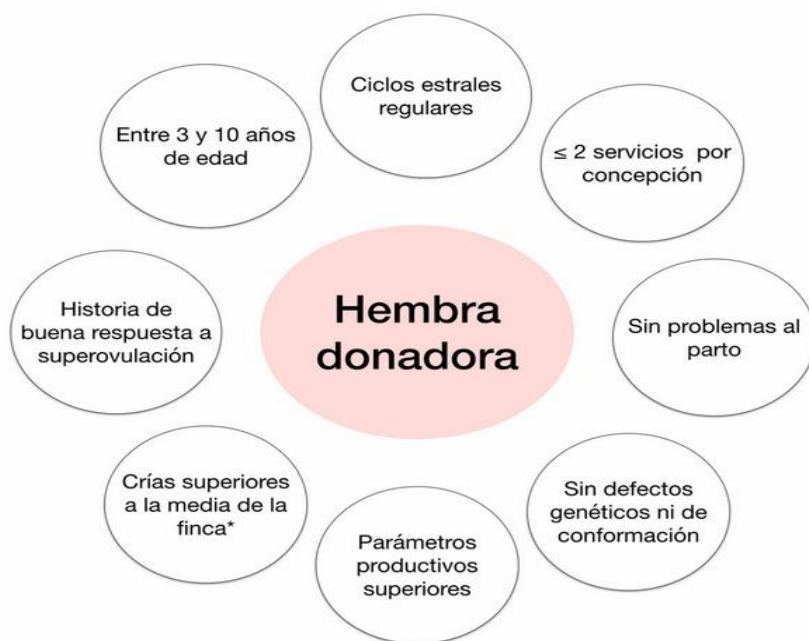 Ciclos estrales
regulares
≤ 2 servicios por
concepción
Sin problemas al
parto
Sin defectos
genéticos ni de
conformación
Parámetros
productivos
superiores
Crías superiores
a la media de la
finca*
Historia de
buena respuesta a
superovulación
Entre 3 y 10 años
de edad
Hembra
donadora